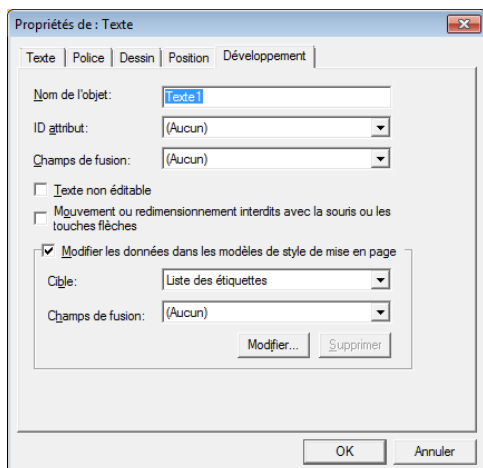 Propriétés de : Texte
Texte Police Dessin Position Développement
Nom de l'objet: Texte1
ID attribut: (Aucun)
Champs de fusion: (Aucun)
Texte non éditable
Mouvement ou redimensionnement interdits avec la souris ou les
touches flèches
Modifier les données dans les modèles de style de mise en page
Cible: Liste des étiquettes
Champs de fusion: (Aucun)
Modifier... Supprimer
OK Annuler